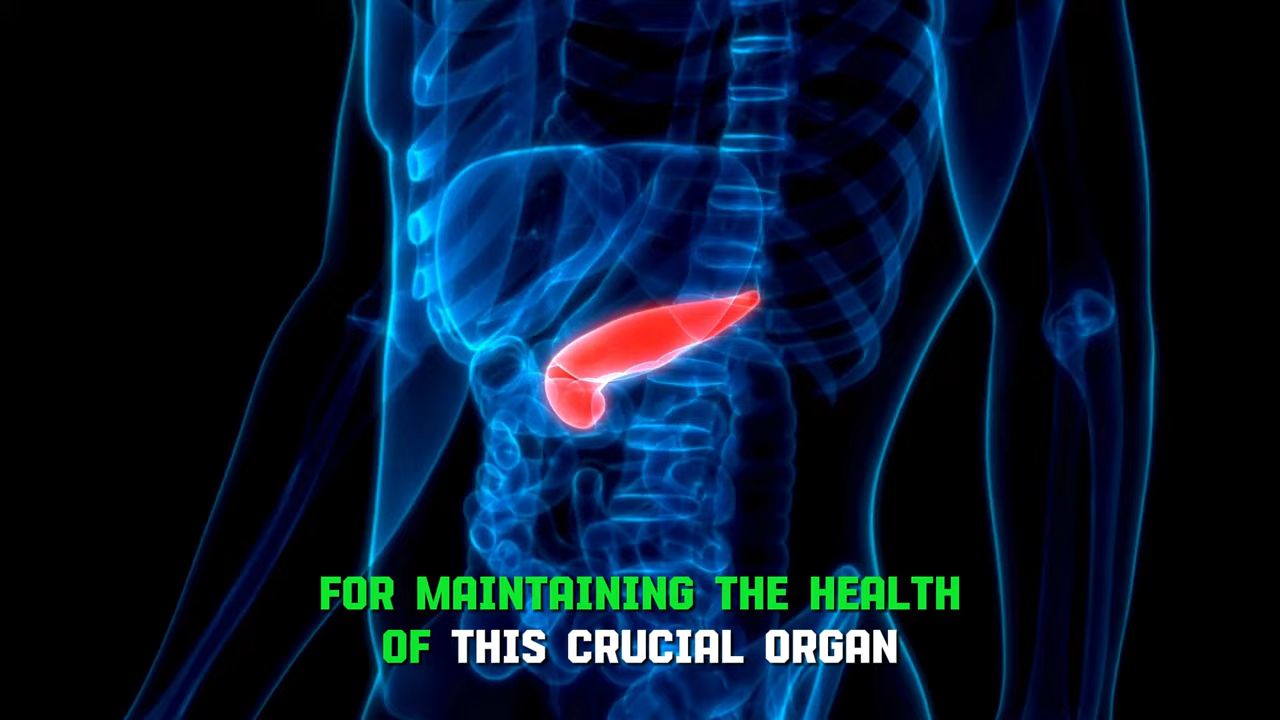 FOR MAINTAINING THE HEALTH
OF THIS CRUCIAL ORGAN